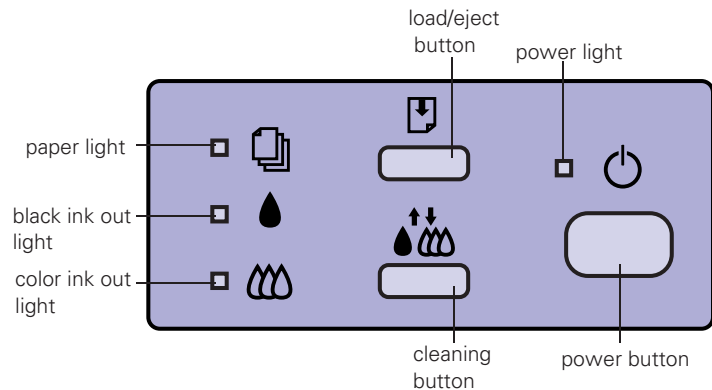 load/eject
button
power light
paper light
black ink out
light
color ink out
light
cleaning
button
power button